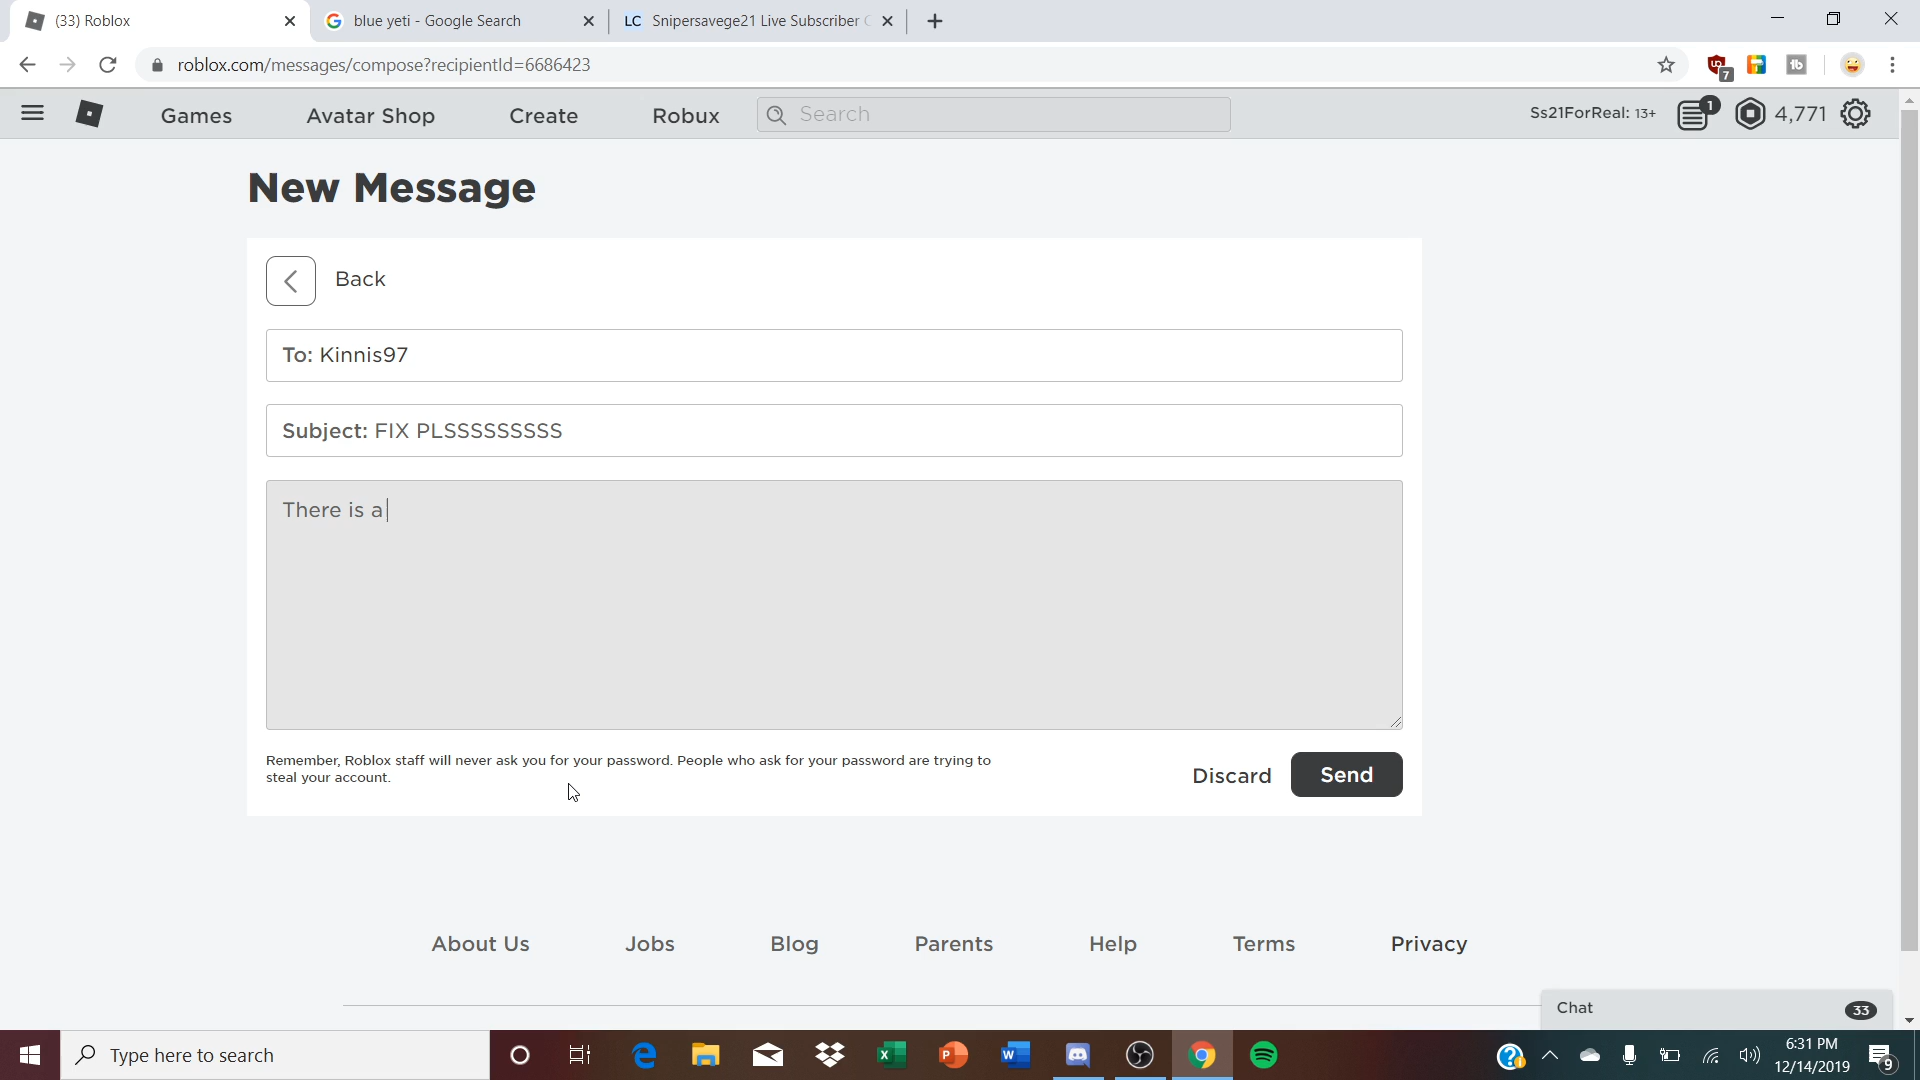 (33) Roblox
blue yeti - Google Search
LC Snipersavege21 Live Subscriber
roblox.com/messages/compose?recipientId=6686423
7
Games
Avatar Shop
Create
Robux
Search
Ss21ForReal: 13+
1
4,771
New Message
Back
To: Kinnis97
Subject: FIX PLSSSSSSSSS
There is a
Remember, Roblox staff will never ask you for your password. People who ask for your password are trying to
steal your account.
Discard
Send
About Us
Jobs
Blog
Parents
Help
Terms
Privacy
Chat
33
Type here to search
6:31 PM
12/14/2019
9